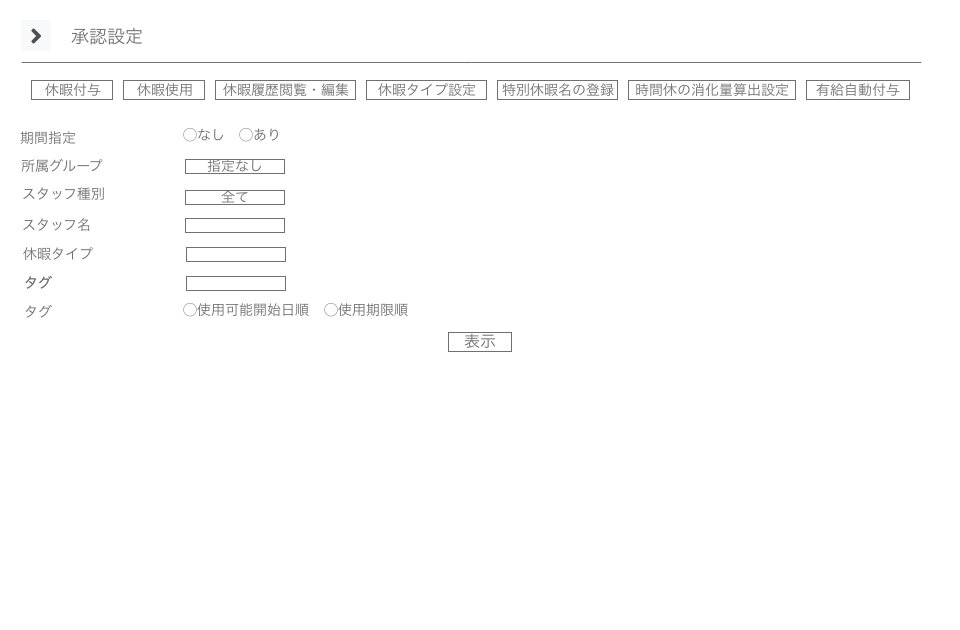 承認設定
休暇付与 休暇使用 休暇履歴閲覧・編集 休暇タイプ設定 特別休暇名の登録 時間休の消化量算出設定 有給自動付与
期間指定 ○なし ○あり
所属グループ 指定なし
スタッフ種別 全て
スタッフ名
休暇タイプ
タグ
タグ ○使用可能開始日順 ○使用期限順
表示